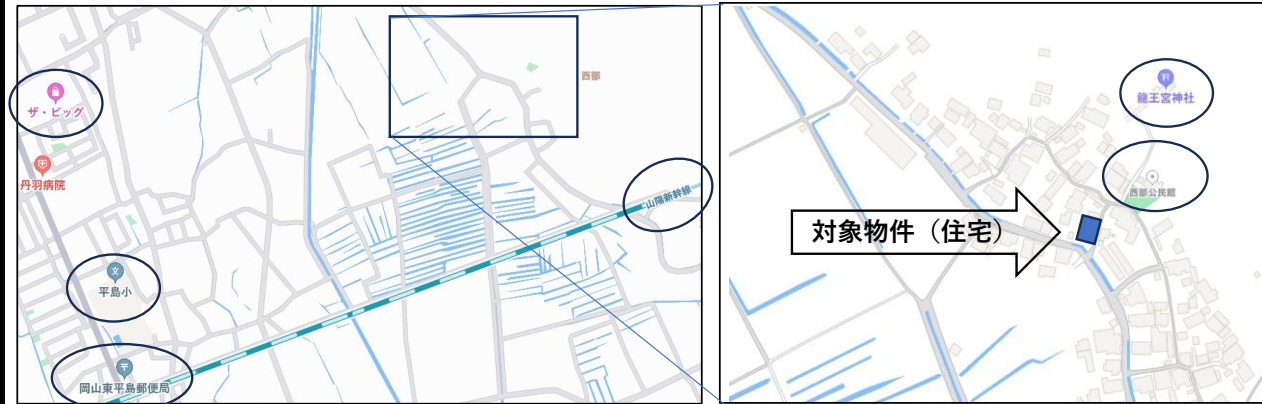 ザ・ビッグ
丹羽病院
平島小
岡山東平島郵便局
西部
山陽新幹線
龍王宮神社
西部公民館
対象物件（住宅）